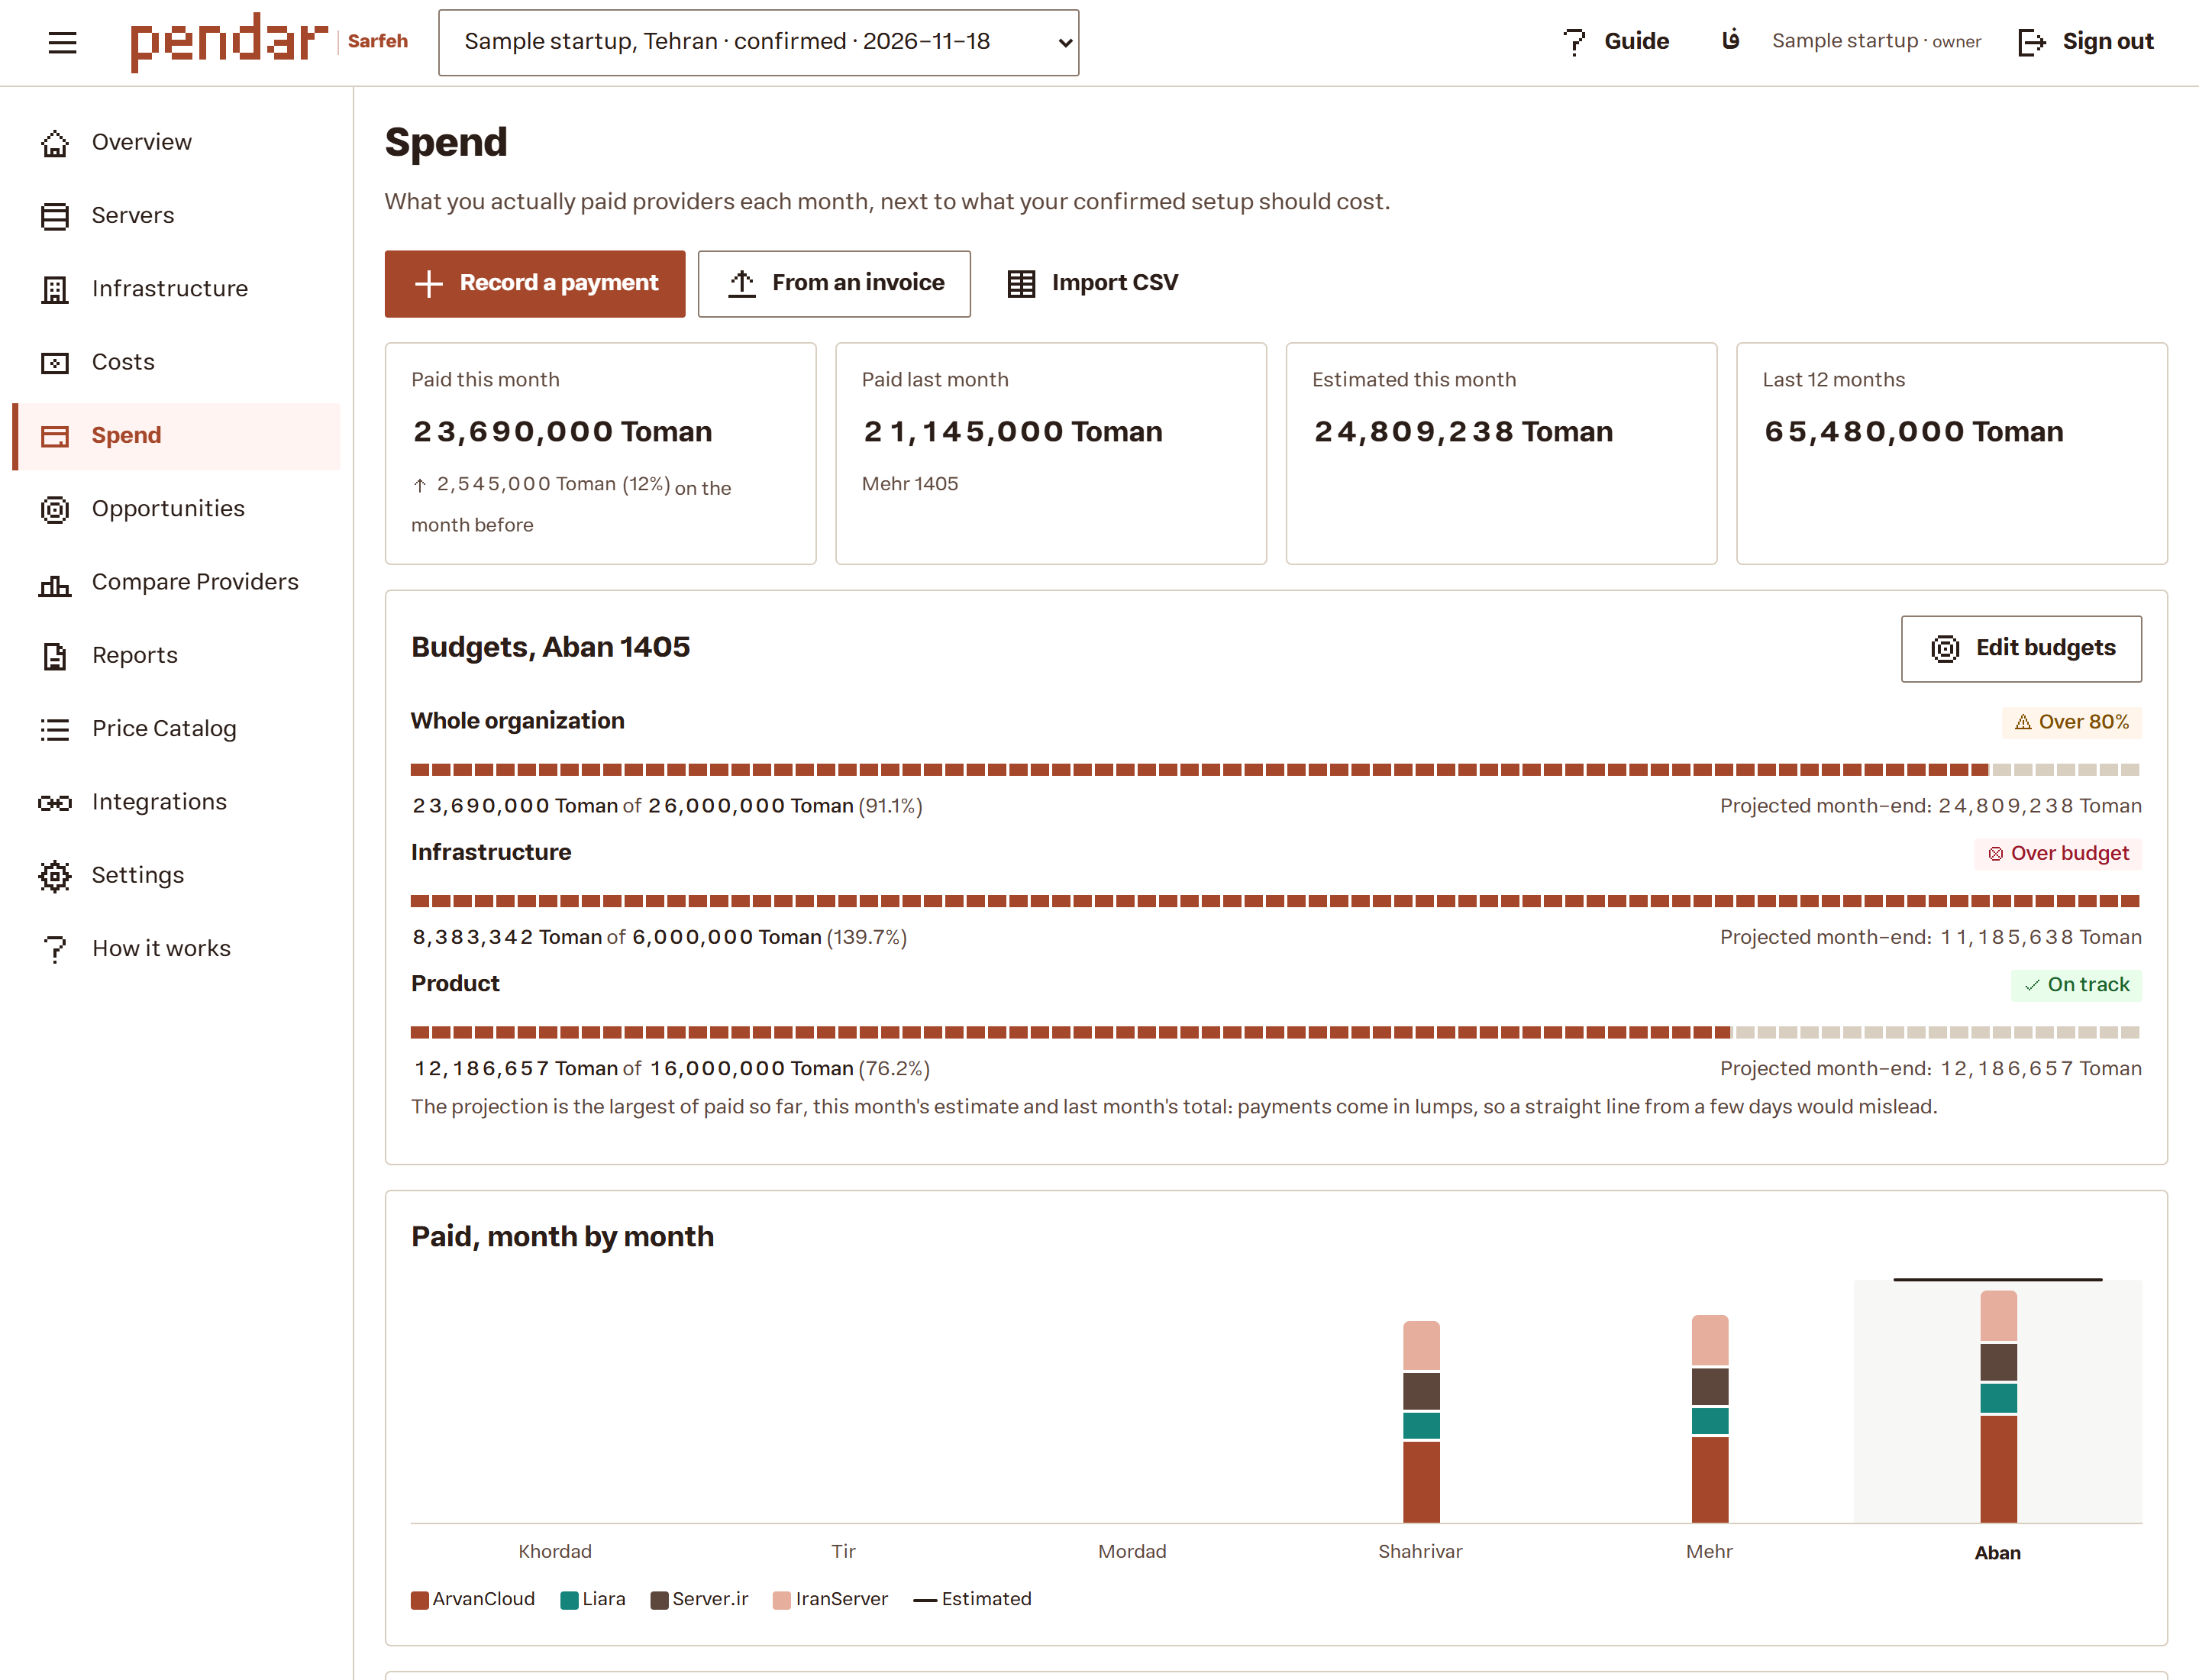 pendar Sarfeh
Sample startup, Tehran · confirmed · 2026-11-18
Guide
فا
Sample startup · owner
Sign out
Overview
Servers
Infrastructure
Costs
Spend
Opportunities
Compare Providers
Reports
Price Catalog
Integrations
Settings
How it works
Spend
What you actually paid providers each month, next to what your confirmed setup should cost.
Record a payment
From an invoice
Import CSV
Paid this month
23,690,000 Toman
↑ 2,545,000 Toman (12%) on the
month before
Paid last month
21,145,000 Toman
Mehr 1405
Estimated this month
24,809,238 Toman
Last 12 months
65,480,000 Toman
Budgets, Aban 1405
Edit budgets
Whole organization
Over 80%
23,690,000 Toman of 26,000,000 Toman (91.1%)
Projected month-end: 24,809,238 Toman
Infrastructure
Over budget
8,383,342 Toman of 6,000,000 Toman (139.7%)
Projected month-end: 11,185,638 Toman
Product
On track
12,186,657 Toman of 16,000,000 Toman (76.2%)
Projected month-end: 12,186,657 Toman
The projection is the largest of paid so far, this month's estimate and last month's total: payments come in lumps, so a straight line from a few days would mislead.
Paid, month by month
Khordad
Tir
Mordad
Shahrivar
Mehr
Aban
ArvanCloud
Liara
Server.ir
IranServer
Estimated